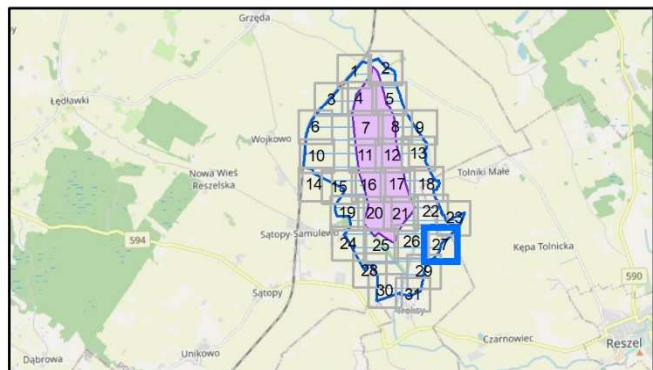 Grzęda
1 2
Łędławki
3 4 5
Wojkowo
6 7 8 9
10 11 12 13
Nowa Wieś
Reszelska
14 15 16 17 18
Tolniki Małe
19 20 21 22 23
Sątopy-Samulewo
594
24 25 26 27
Kępa Tolnicka
28 29
590
Sątopy
30 31
Troksy
Czarnowiec
Reszel
Unikowo
Dąbrowa